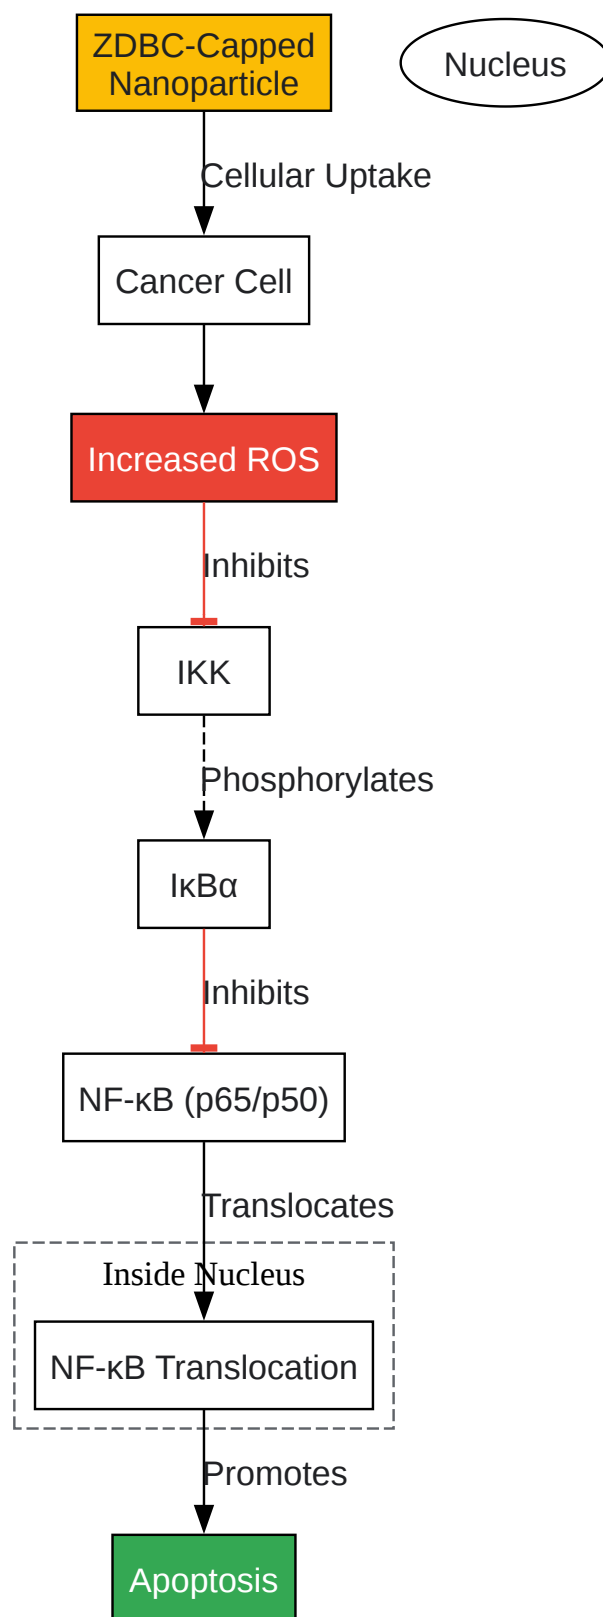 ZDBC-Capped
Nanoparticle
Nucleus
Cellular Uptake
Cancer Cell
Increased ROS
Inhibits
IKK
Phosphorylates
IκBα
Inhibits
NF-κB (p65/p50)
Translocates
Inside Nucleus
NF-κB Translocation
Promotes
Apoptosis